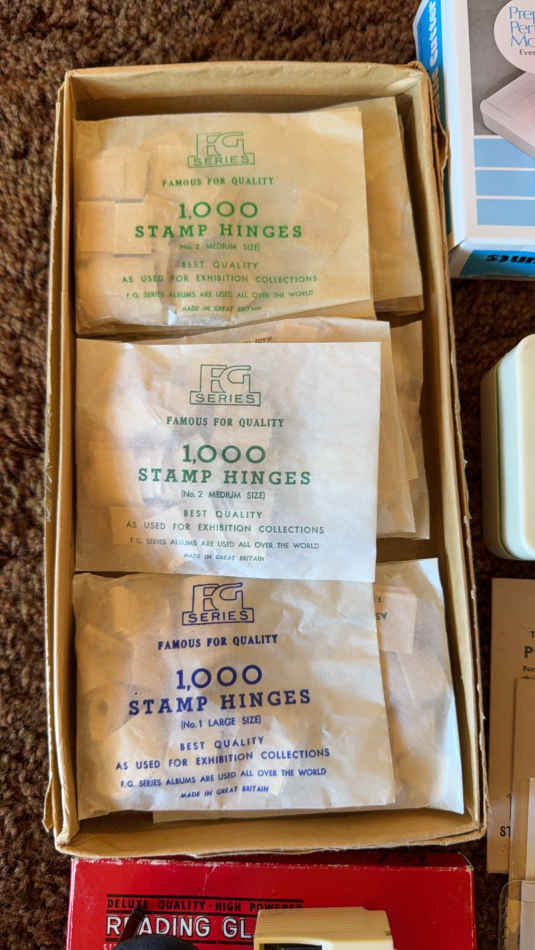 FG
SERIES
FAMOUS FOR QUALITY
1,000
STAMP HINGES
(No. 2 MEDIUM SIZE)
BEST QUALITY
AS USED FOR EXHIBITION COLLECTIONS
F.G. SERIES ALBUMS ARE USED ALL OVER THE WORLD
MADE IN GREAT BRITAIN
FG
SERIES
FAMOUS FOR QUALITY
1,000
STAMP HINGES
(No. 2 MEDIUM SIZE)
BEST QUALITY
AS USED FOR EXHIBITION COLLECTIONS
F.G. SERIES ALBUMS ARE USED ALL OVER THE WORLD
MADE IN GREAT BRITAIN
FG
SERIES
FAMOUS FOR QUALITY
1,000
STAMP HINGES
(No. 1 LARGE SIZE)
BEST QUALITY
AS USED FOR EXHIBITION COLLECTIONS
F.G. SERIES ALBUMS ARE USED ALL OVER THE WORLD
MADE IN GREAT BRITAIN
DELUXE QUALITY · HIGH POWERED
READING GL